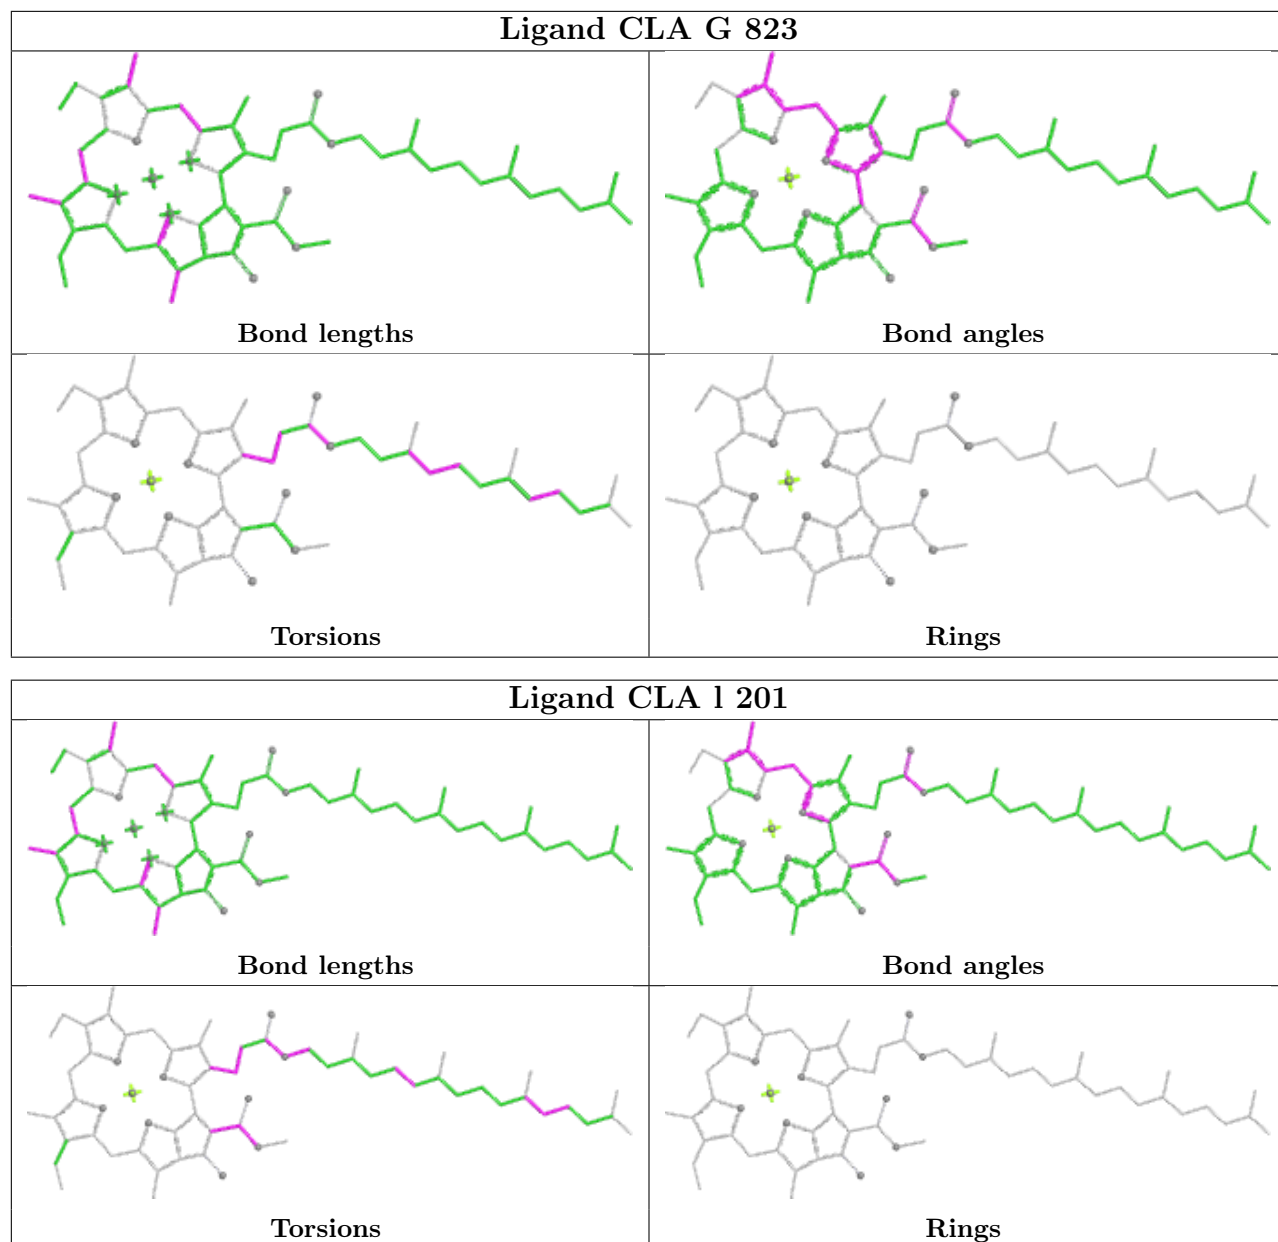 Ligand CLA G 823
Bond lengths
Bond angles
Torsions
Rings
Ligand CLA l 201
Bond lengths
Bond angles
Torsions
Rings